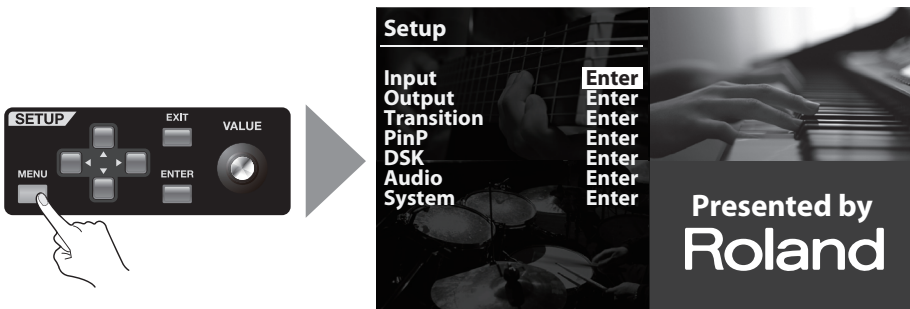 SETUP
EXIT
VALUE
MENU
ENTER
Setup
Input Enter
Output Enter
Transition Enter
PinP Enter
DSK Enter
Audio Enter
System Enter
Presented by
Roland